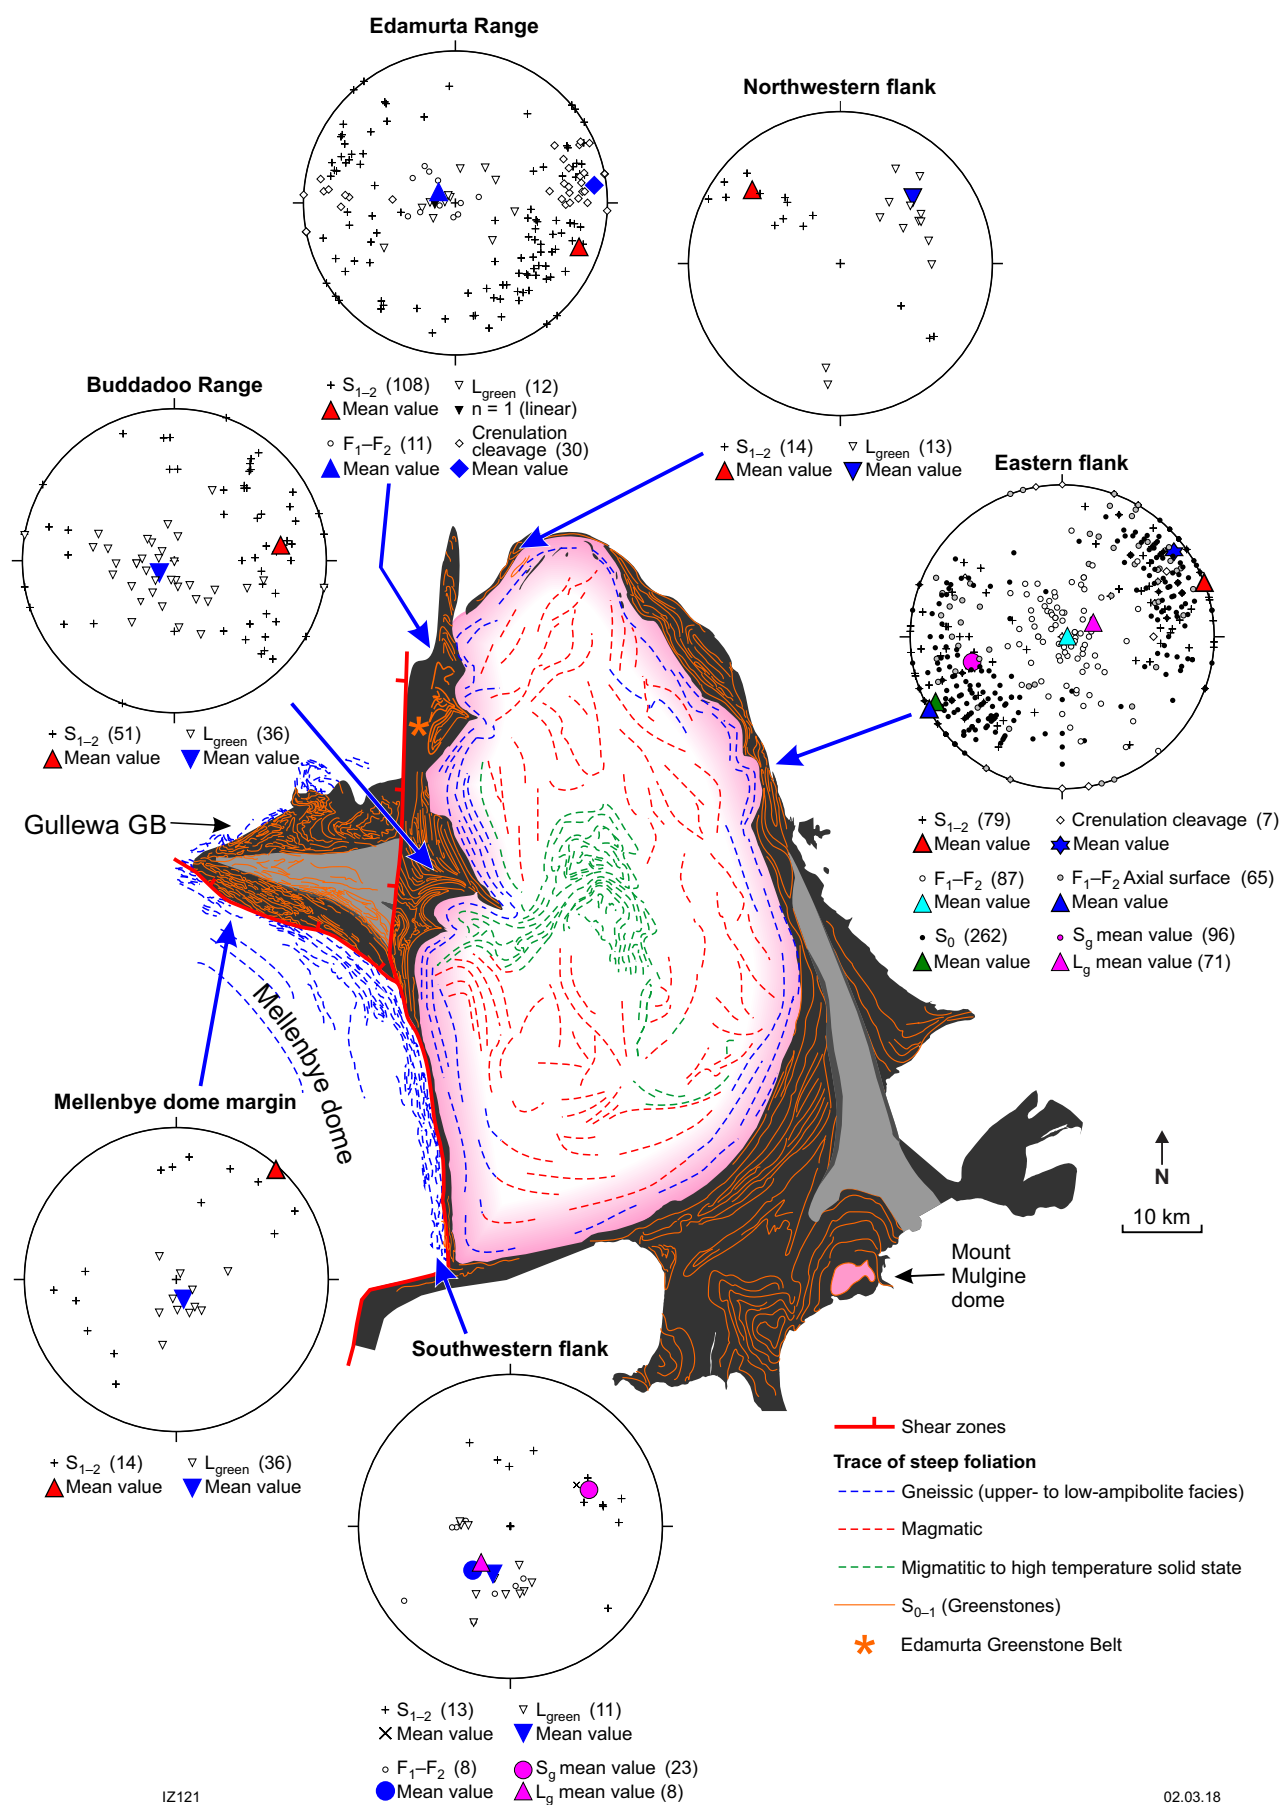 Edamurta Range
Northwestern flank
S1–2 (108) Lgreen (12)
Mean value n = 1 (linear)
F1–F2 (11) Crenulation cleavage (30)
Mean value Mean value
Buddadoo Range
S1–2 (14) Lgreen (13)
Mean value Mean value
Eastern flank
S1–2 (51) Lgreen (36)
Mean value Mean value
Gullewa GB
S1–2 (79) Crenulation cleavage (7)
Mean value Mean value
F1–F2 (87) F1–F2 Axial surface (65)
Mean value Mean value
S0 (262) Sg mean value (96)
Mean value Lg mean value (71)
Mellenbye dome
Mellenbye dome margin
N
10 km
Mount
Mulgine
dome
Southwestern flank
S1–2 (14) Lgreen (36)
Mean value Mean value
Shear zones
Trace of steep foliation
Gneissic (upper- to low-ampibolite facies)
Magmatic
Migmatitic to high temperature solid state
S0–1 (Greenstones)
Edamurta Greenstone Belt
S1–2 (13) Lgreen (11)
Mean value Mean value
F1–F2 (8) Sg mean value (23)
Mean value Lg mean value (8)
IZ121
02.03.18